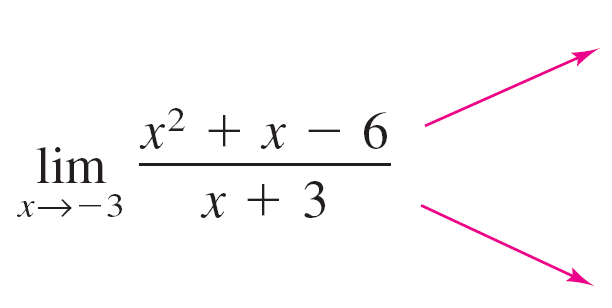 lim x→−3 (x² + x − 6)/(x + 3)